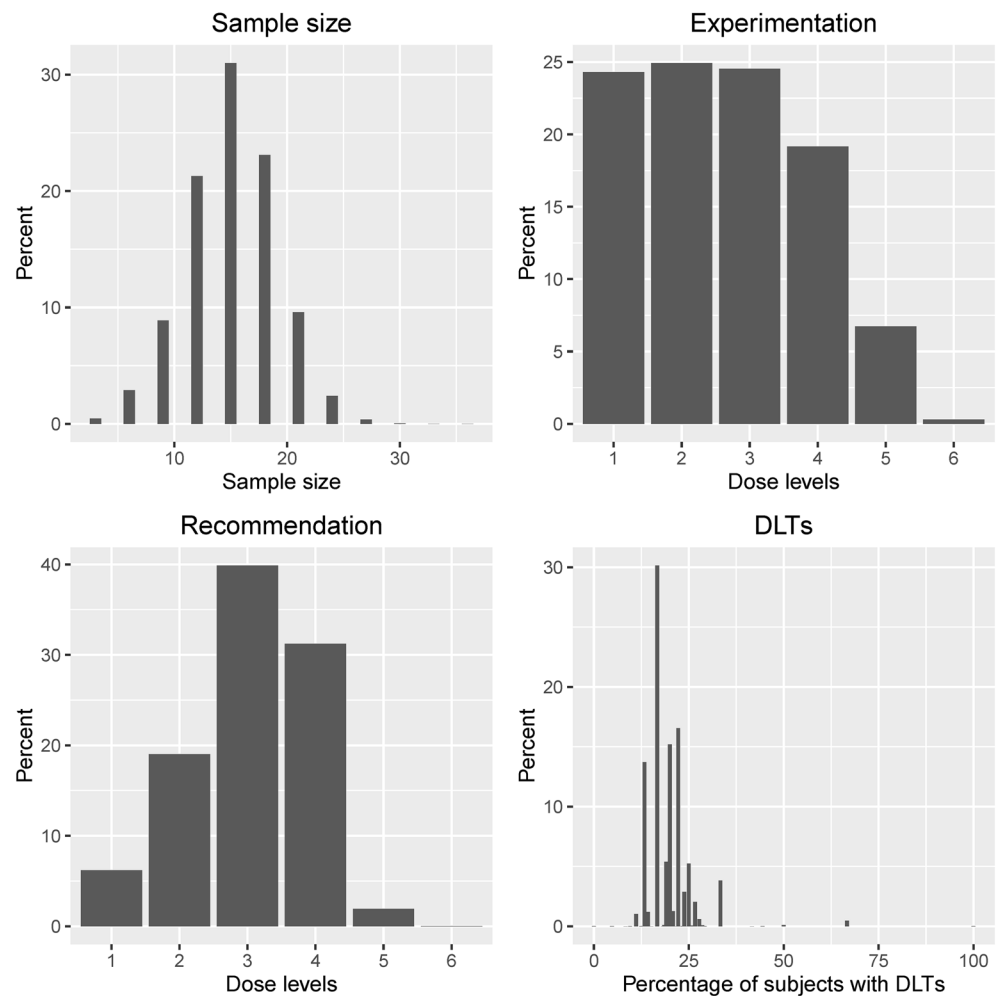 Sample size
Percent
30
20
10
0
10 20 30
Sample size
Experimentation
Percent
25
20
15
10
5
0
1 2 3 4 5 6
Dose levels
Recommendation
Percent
40
30
20
10
0
1 2 3 4 5 6
Dose levels
DLTs
Percent
30
20
10
0
0 25 50 75 100
Percentage of subjects with DLTs